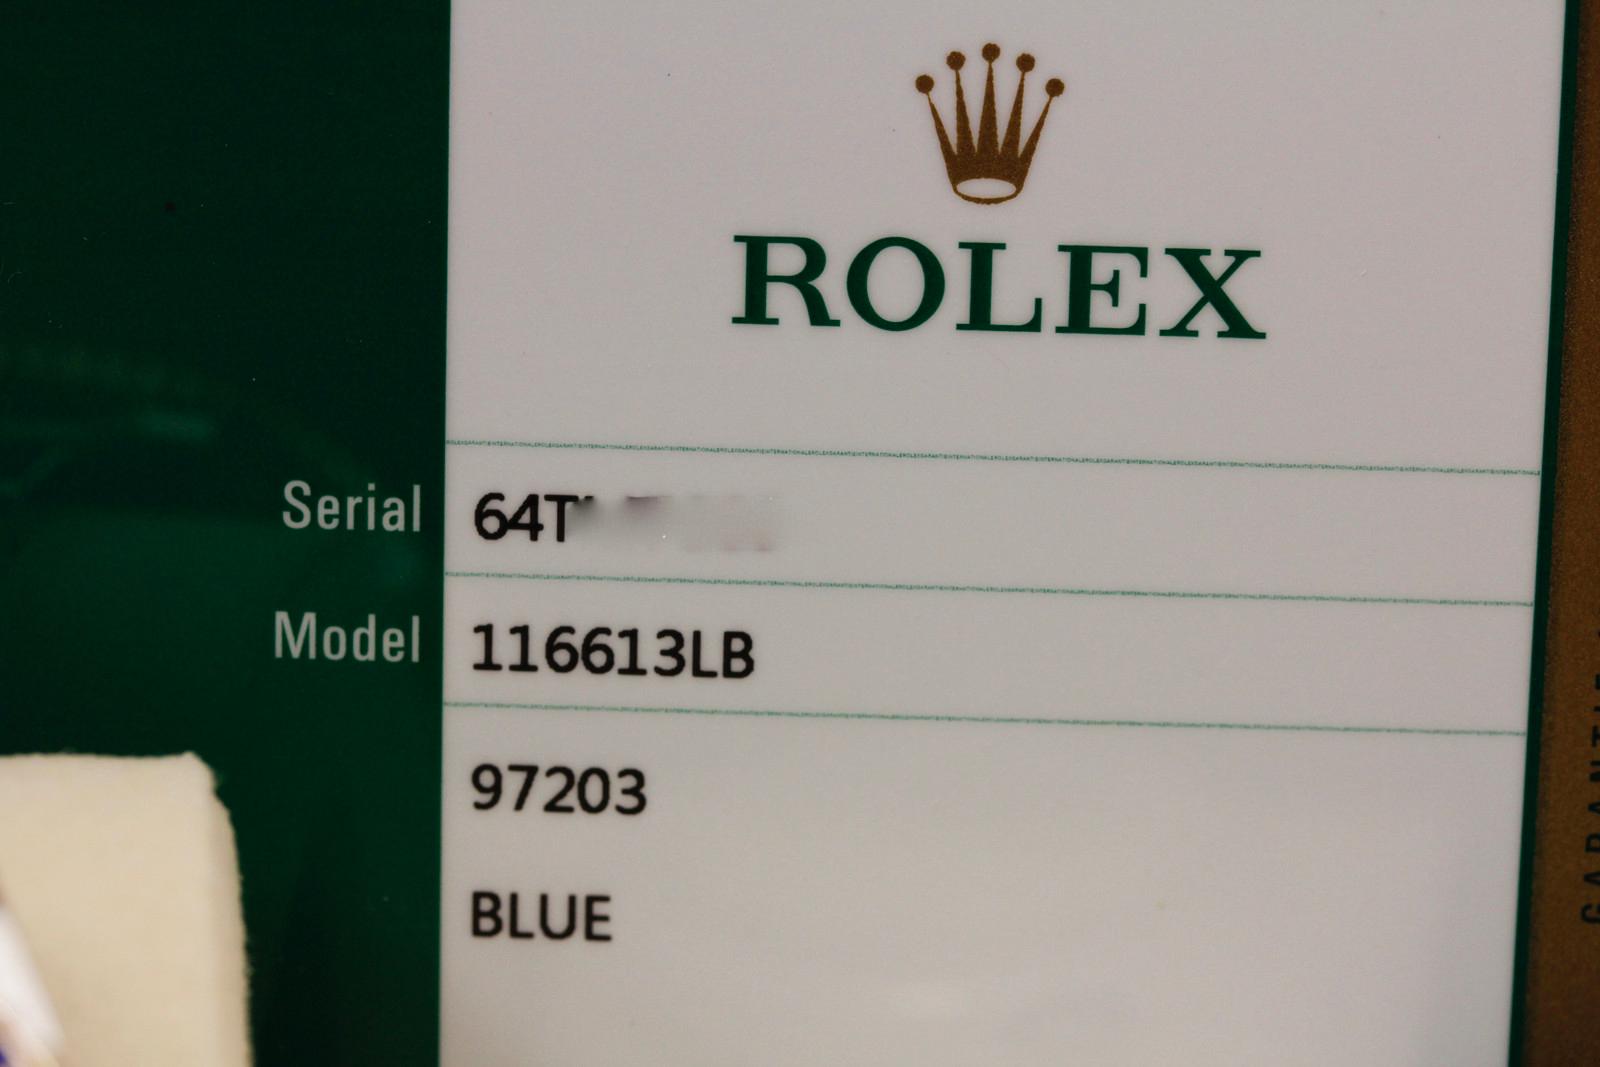 ROLEX
Serial 64T
Model 116613LB
97203
BLUE